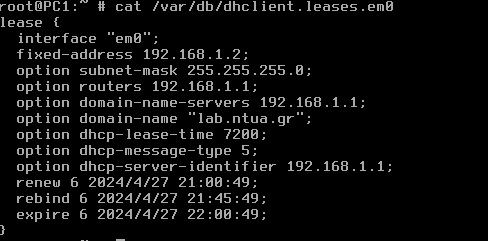 root@PC1:~ # cat /var/db/dhclient.leases.em0
lease {
  interface "em0";
  fixed-address 192.168.1.2;
  option subnet-mask 255.255.255.0;
  option routers 192.168.1.1;
  option domain-name-servers 192.168.1.1;
  option domain-name "lab.ntua.gr";
  option dhcp-lease-time 7200;
  option dhcp-message-type 5;
  option dhcp-server-identifier 192.168.1.1;
  renew 6 2024/4/27 21:00:49;
  rebind 6 2024/4/27 21:45:49;
  expire 6 2024/4/27 22:00:49;
}